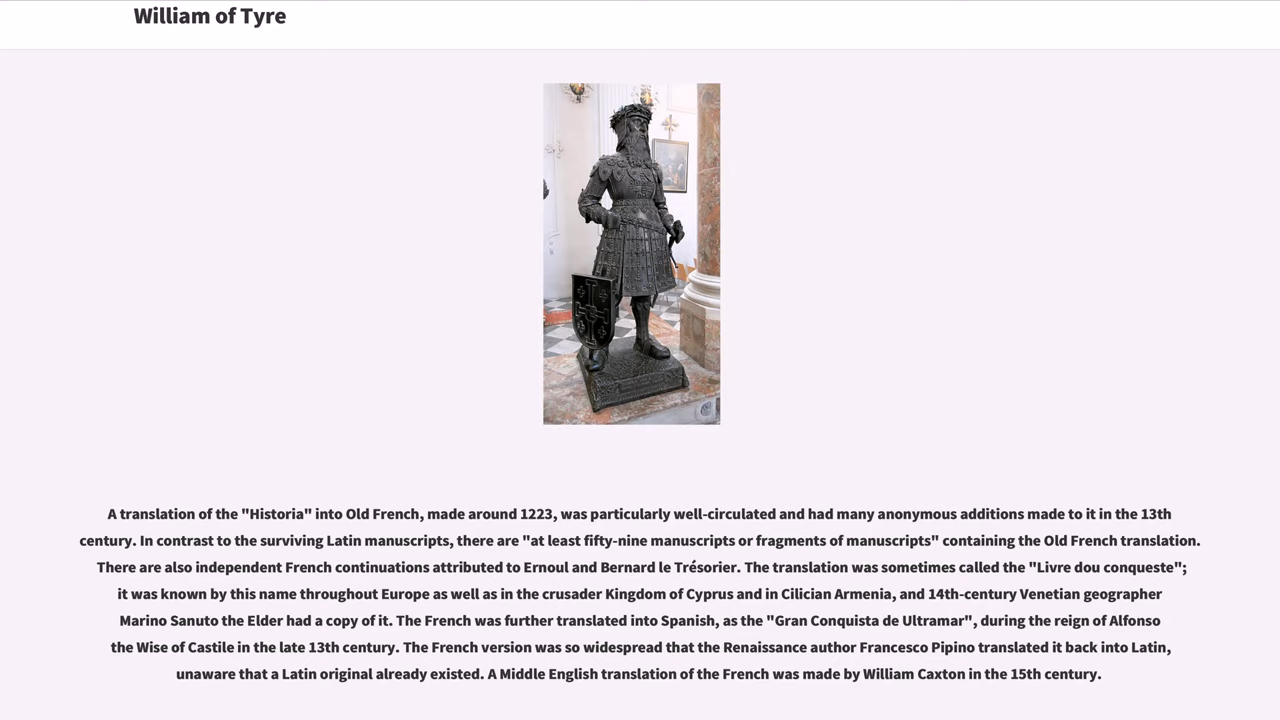 William of Tyre
A translation of the "Historia" into Old French, made around 1223, was particularly well-circulated and had many anonymous additions made to it in the 13th
century. In contrast to the surviving Latin manuscripts, there are "at least fifty-nine manuscripts or fragments of manuscripts" containing the Old French translation.
There are also independent French continuations attributed to Ernoul and Bernard le Trésorier. The translation was sometimes called the "Livre dou conqueste";
it was known by this name throughout Europe as well as in the crusader Kingdom of Cyprus and in Cilician Armenia, and 14th-century Venetian geographer
Marino Sanuto the Elder had a copy of it. The French was further translated into Spanish, as the "Gran Conquista de Ultramar", during the reign of Alfonso
the Wise of Castile in the late 13th century. The French version was so widespread that the Renaissance author Francesco Pipino translated it back into Latin,
unaware that a Latin original already existed. A Middle English translation of the French was made by William Caxton in the 15th century.